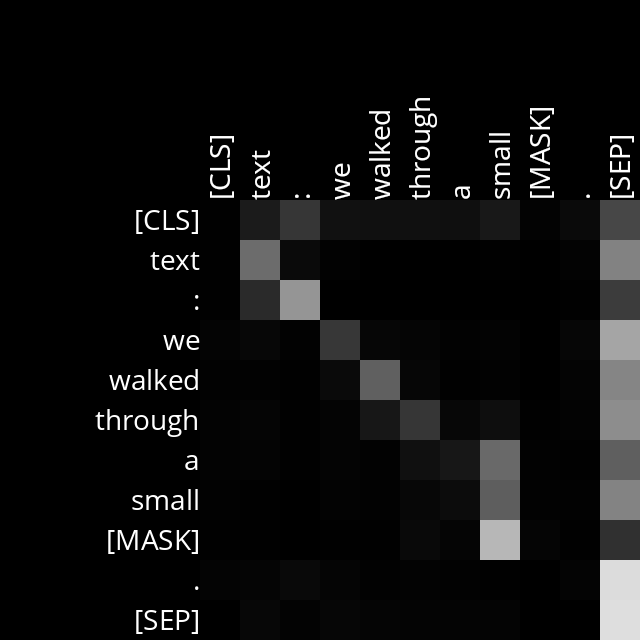 [CLS]
text
:
we
walked
through
a
small
[MASK]
.
[SEP]
[CLS]
text
:
we
walked
through
a
small
[MASK]
.
[SEP]